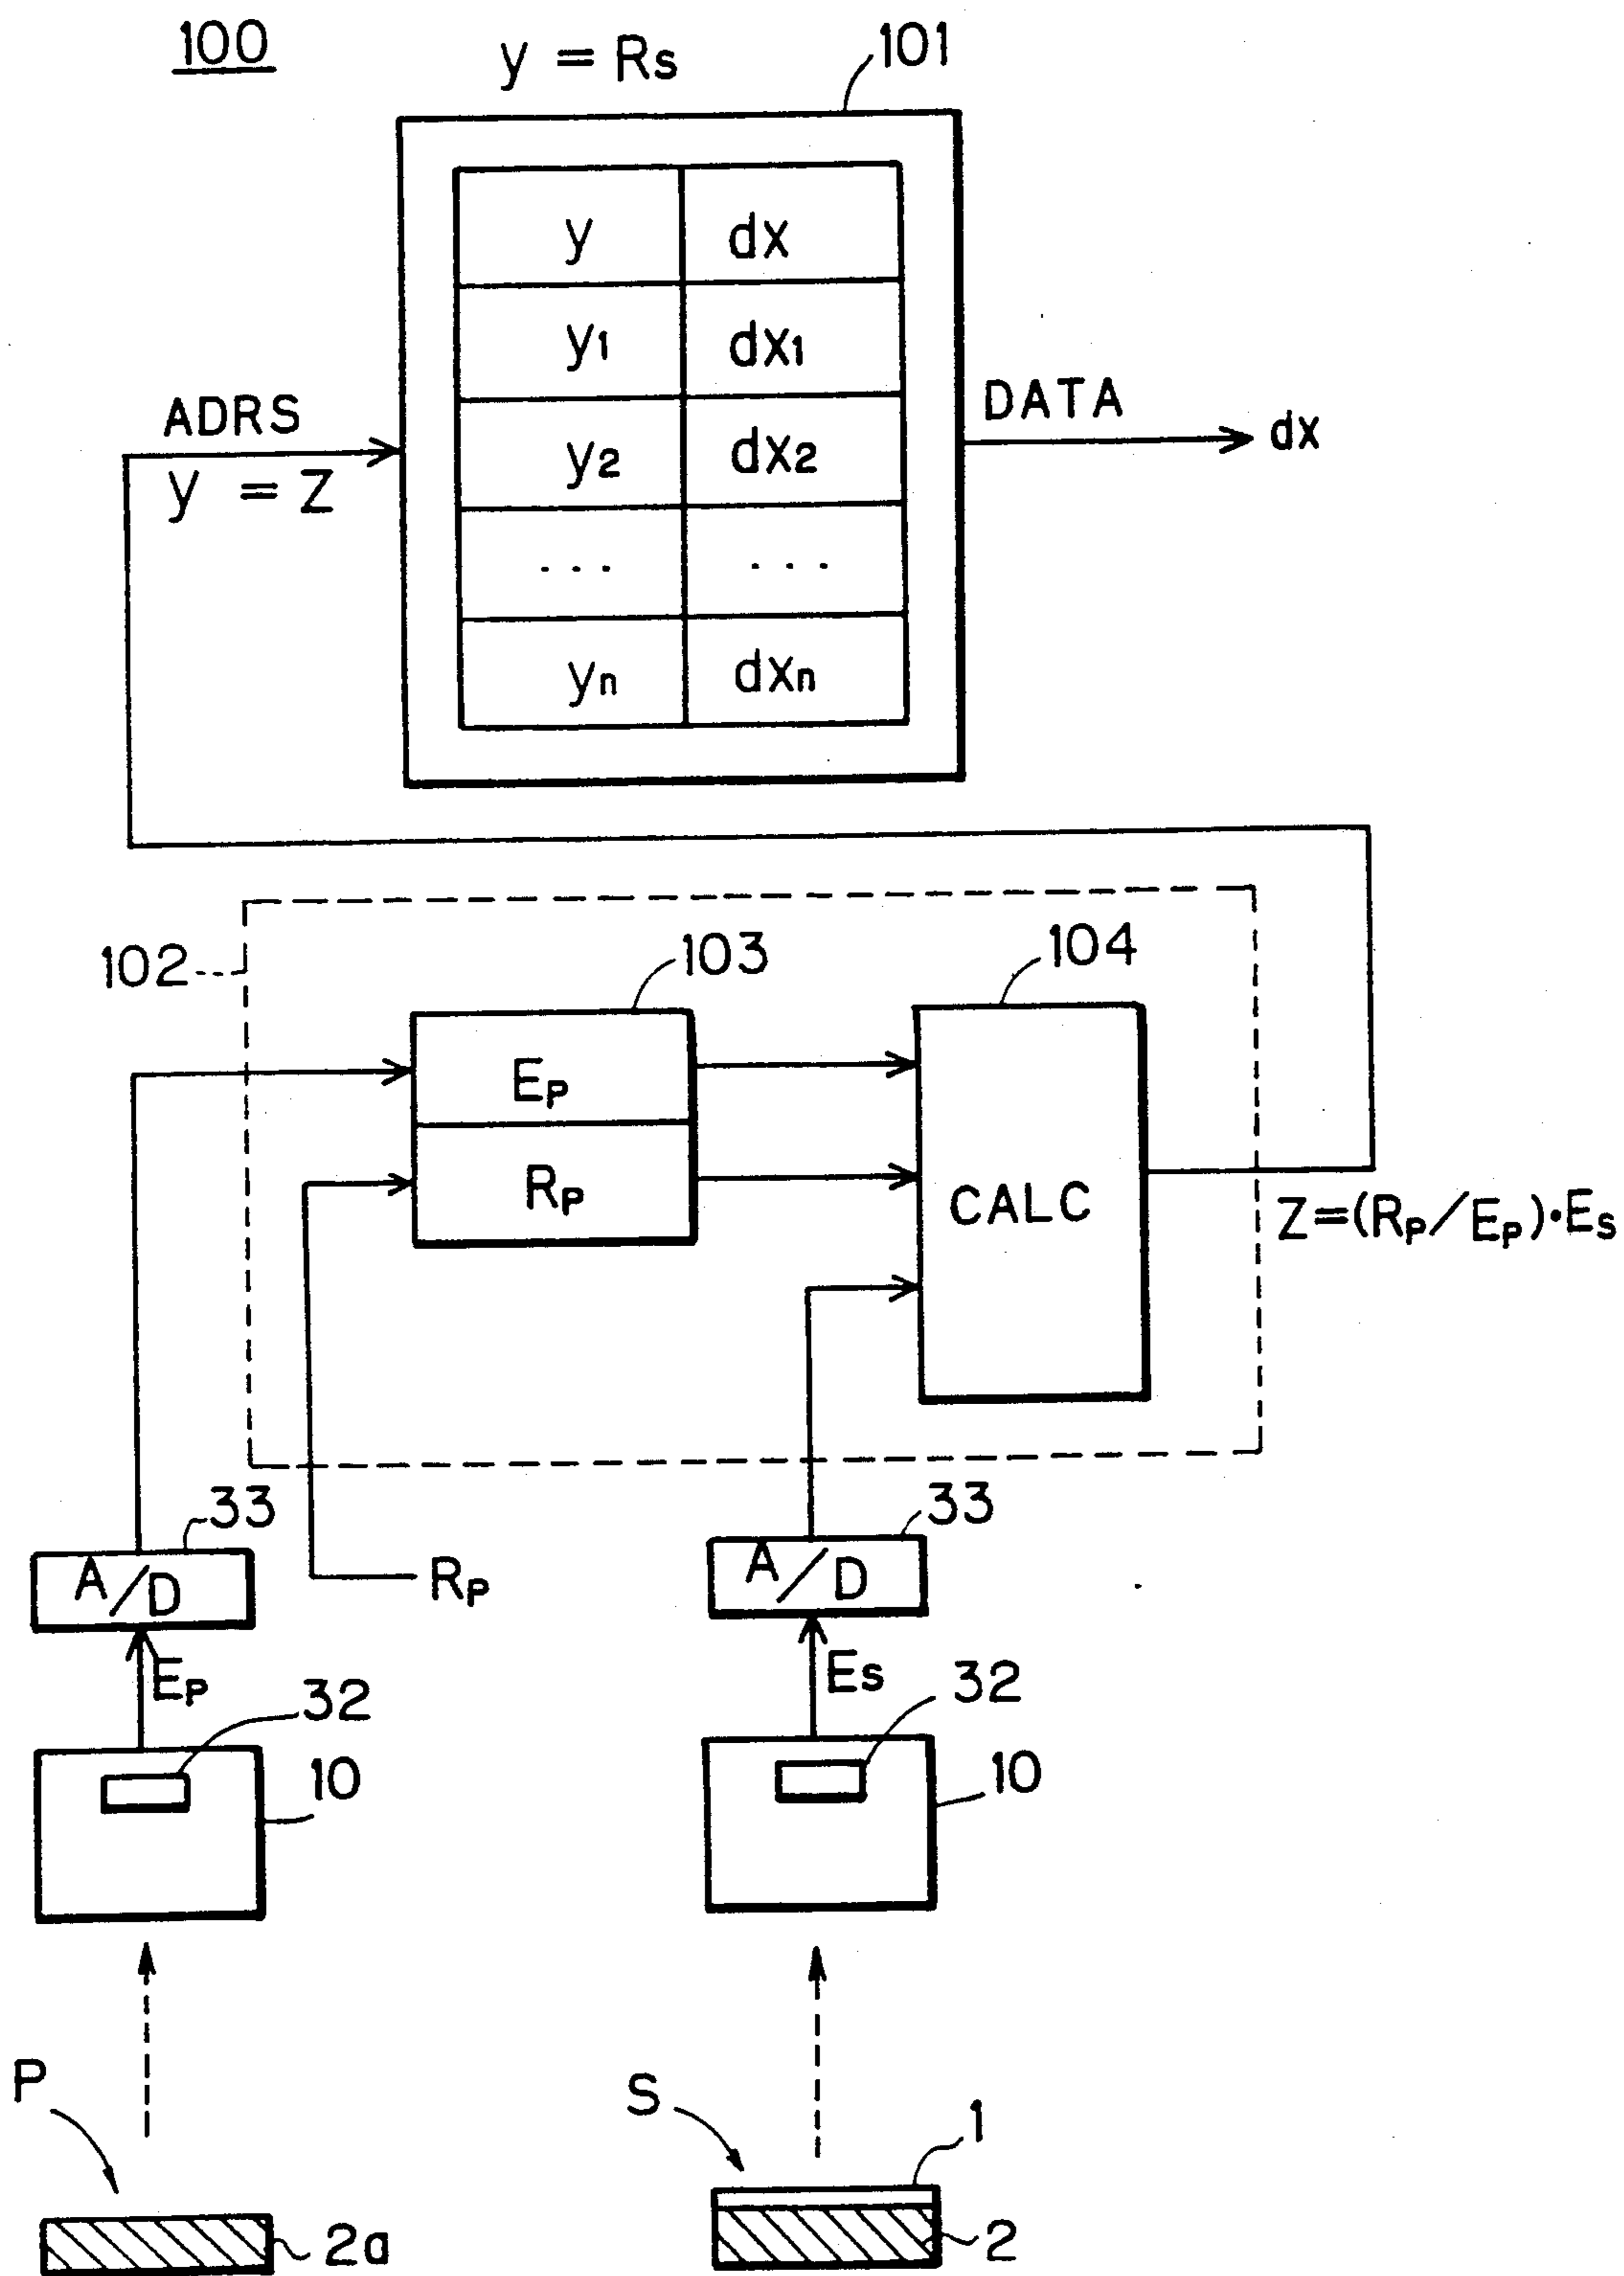 100
y = Rs
101
y dx
y1 dx1
y2 dx2
... ...
yn dxn
ADRS
y = Z
DATA
dx
102
103
104
EP
RP
CALC
Z=(RP/EP)·ES
33
A/D
RP
33
A/D
EP
32
10
Es
32
10
P
2a
S
1
2